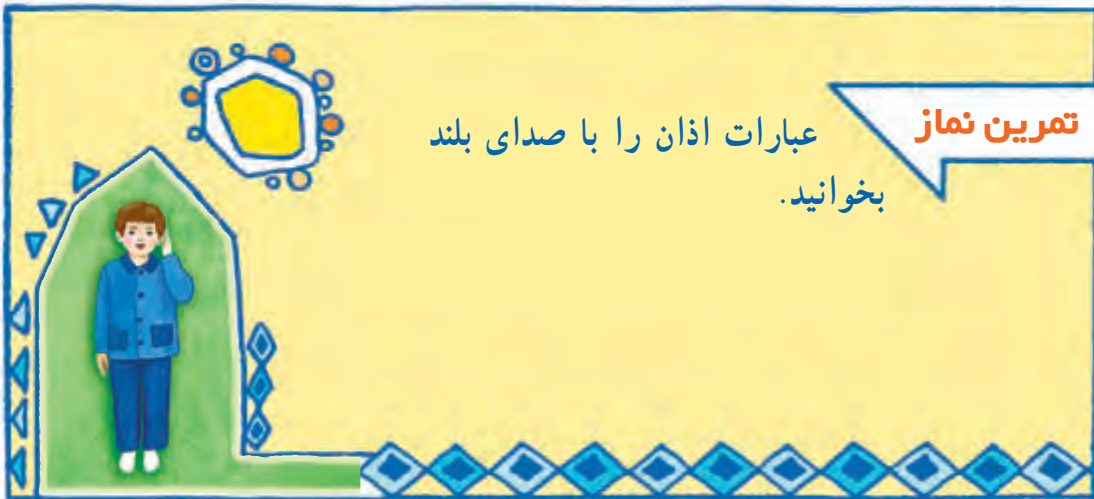 تمرین نماز
عبارات اذان را با صدای بلند
بخوانید.